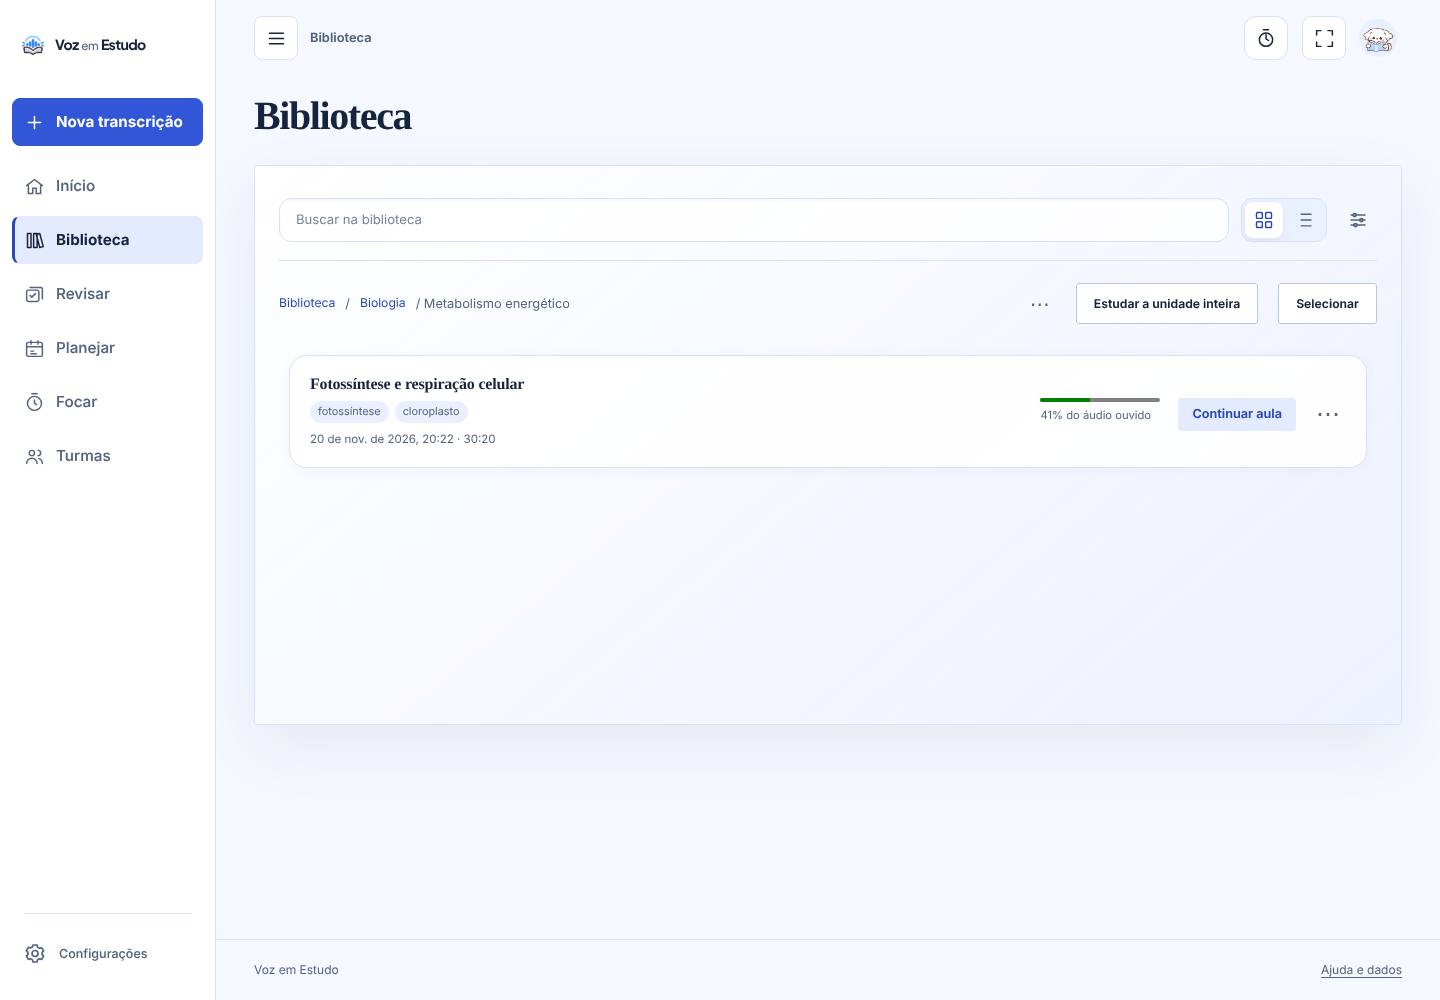 Voz em Estudo
Biblioteca
Nova transcrição
Biblioteca
Início
Biblioteca
Revisar
Planejar
Focar
Turmas
Buscar na biblioteca
Biblioteca / Biologia / Metabolismo energético
Estudar a unidade inteira
Selecionar
Fotossíntese e respiração celular
fotossíntese cloroplasto
20 de nov. de 2026, 20:22 · 30:20
41% do áudio ouvido
Continuar aula
Configurações
Voz em Estudo
Ajuda e dados